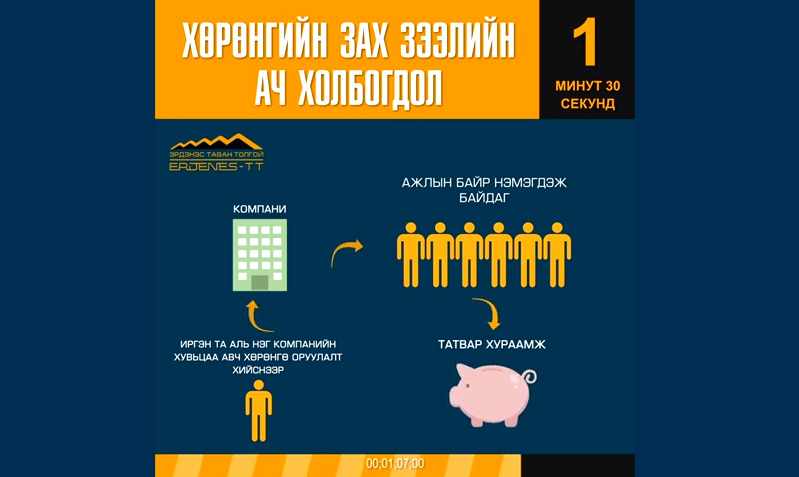 ХӨРӨНГИЙН ЗАХ ЗЭЭЛИЙН
АЧ ХОЛБОГДОЛ
1
МИНУТ 30
СЕКУНД
ЭРДЭНЭС ТАВАН ТОЛГОЙ
ERDENES-TT
КОМПАНИ
АЖЛЫН БАЙР НЭМЭГДЭЖ
БАЙДАГ
ИРГЭН ТА АЛЬ НЭГ КОМПАНИЙН
ХУВЬЦАА АВЧ ХӨРӨНГӨ ОРУУЛАЛТ
ХИЙСНЭЭР
ТАТВАР ХУРААМЖ
00;01;07;00